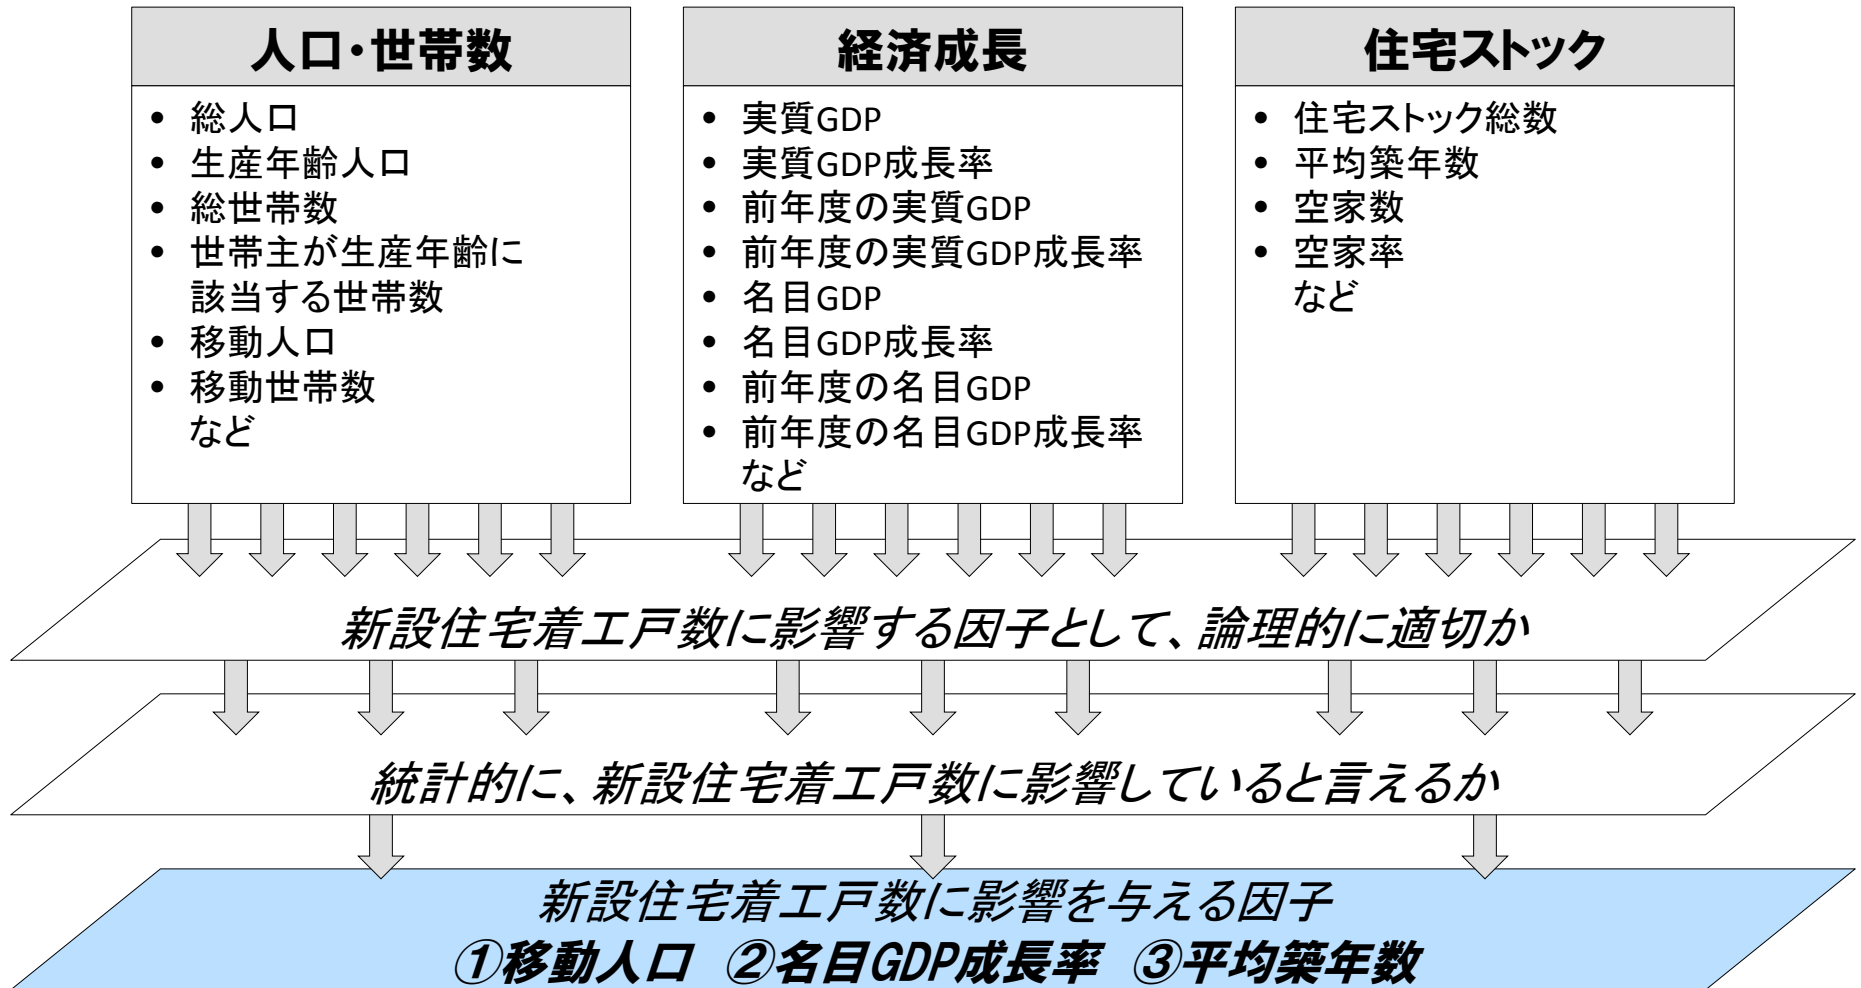 人口・世帯数
• 総人口
• 生産年齢人口
• 総世帯数
• 世帯主が生産年齢に
該当する世帯数
• 移動人口
• 移動世帯数
など
経済成長
• 実質GDP
• 実質GDP成長率
• 前年度の実質GDP
• 前年度の実質GDP成長率
• 名目GDP
• 名目GDP成長率
• 前年度の名目GDP
• 前年度の名目GDP成長率
など
住宅ストック
• 住宅ストック総数
• 平均築年数
• 空家数
• 空家率
など
新設住宅着工戸数に影響する因子として、論理的に適切か
統計的に、新設住宅着工戸数に影響していると言えるか
新設住宅着工戸数に影響を与える因子
①移動人口 ②名目GDP成長率 ③平均築年数